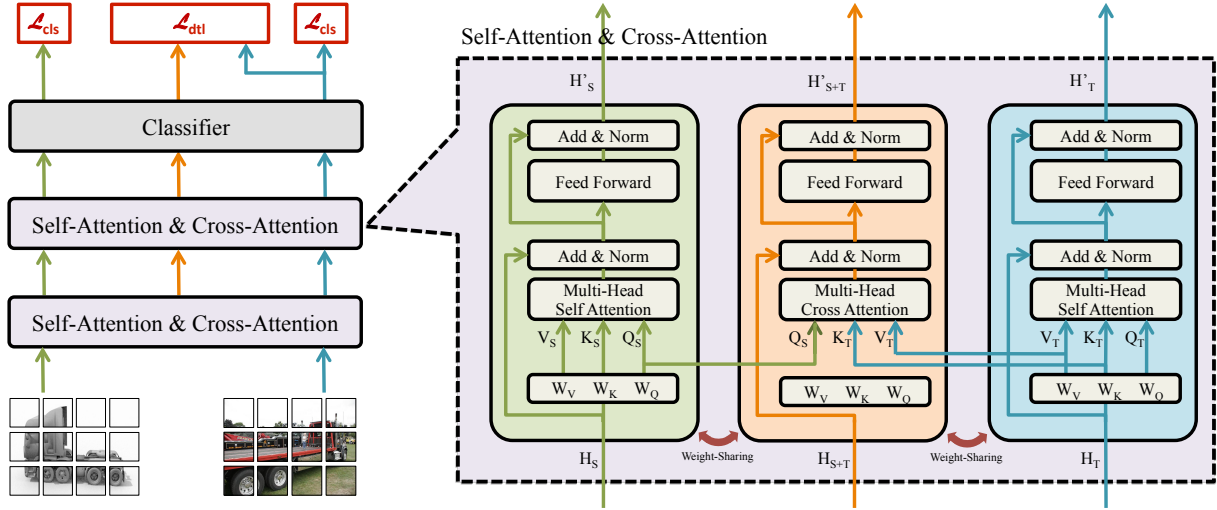 ℒcls
ℒdtl
ℒcls
Classifier
Self-Attention & Cross-Attention
Self-Attention & Cross-Attention
Self-Attention & Cross-Attention
H'S
H'S+T
H'T
Add & Norm
Add & Norm
Add & Norm
Feed Forward
Feed Forward
Feed Forward
Add & Norm
Add & Norm
Add & Norm
Multi-Head
Self Attention
Multi-Head
Cross Attention
Multi-Head
Self Attention
VS KS QS
QS KT VT
VT KT QT
WV WK WQ
WV WK WQ
WV WK WQ
Weight-Sharing
Weight-Sharing
HS
HS+T
HT